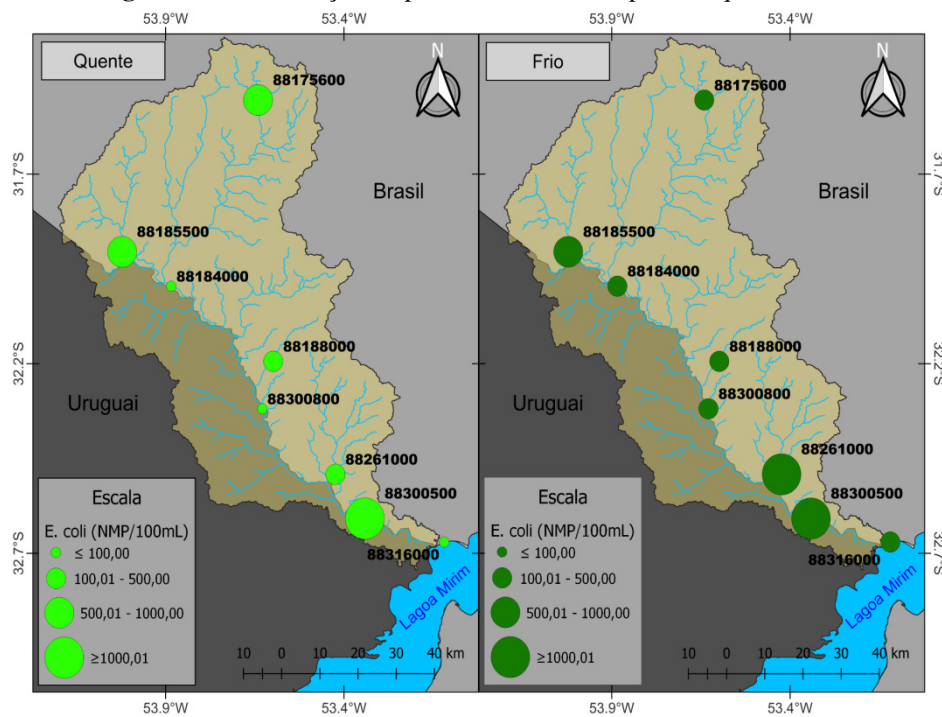 53.9°W 53.4°W 53.9°W 53.4°W
Quente
N
88175600
31.7°S
Brasil
88185500
88184000
88188000
32.2°S
88300800
Uruguai
88261000
88300500
88316000
32.7°S
Lagoa Mirim
Escala
E. coli (NMP/100mL)
≤ 100,00
100,01 - 500,00
500,01 - 1000,00
≥1000,01
10 0 10 20 30 40 km
53.9°W 53.4°W
Frio
N
88175600
31.7°S
Brasil
88185500
88184000
88188000
32.2°S
88300800
Uruguai
88261000
88300500
88316000
32.7°S
Lagoa Mirim
Escala
E. coli (NMP/100mL)
≤ 100,00
100,01 - 500,00
500,01 - 1000,00
≥1000,01
10 0 10 20 30 40 km
53.9°W 53.4°W